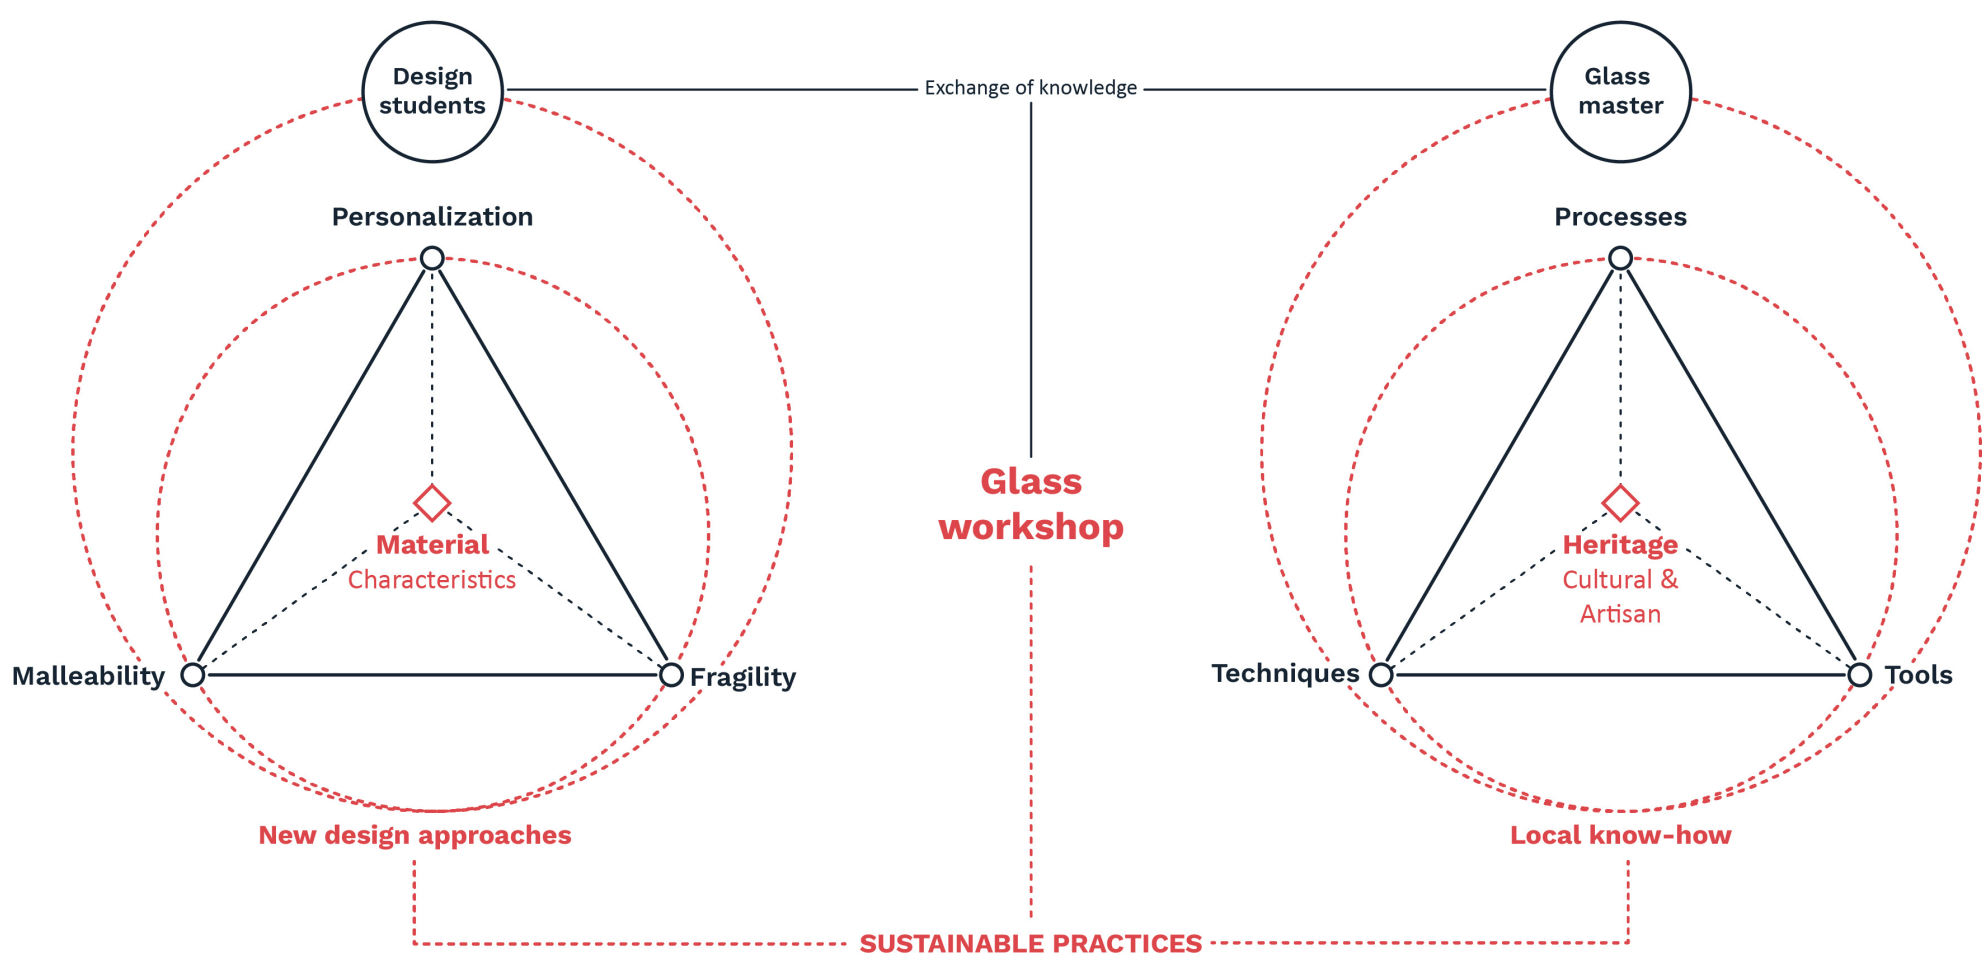 Design
students
Exchange of knowledge
Glass
master
Personalization
Processes
Glass
workshop
Material
Characteristics
Heritage
Cultural &
Artisan
Malleability
Fragility
Techniques
Tools
New design approaches
Local know-how
SUSTAINABLE PRACTICES